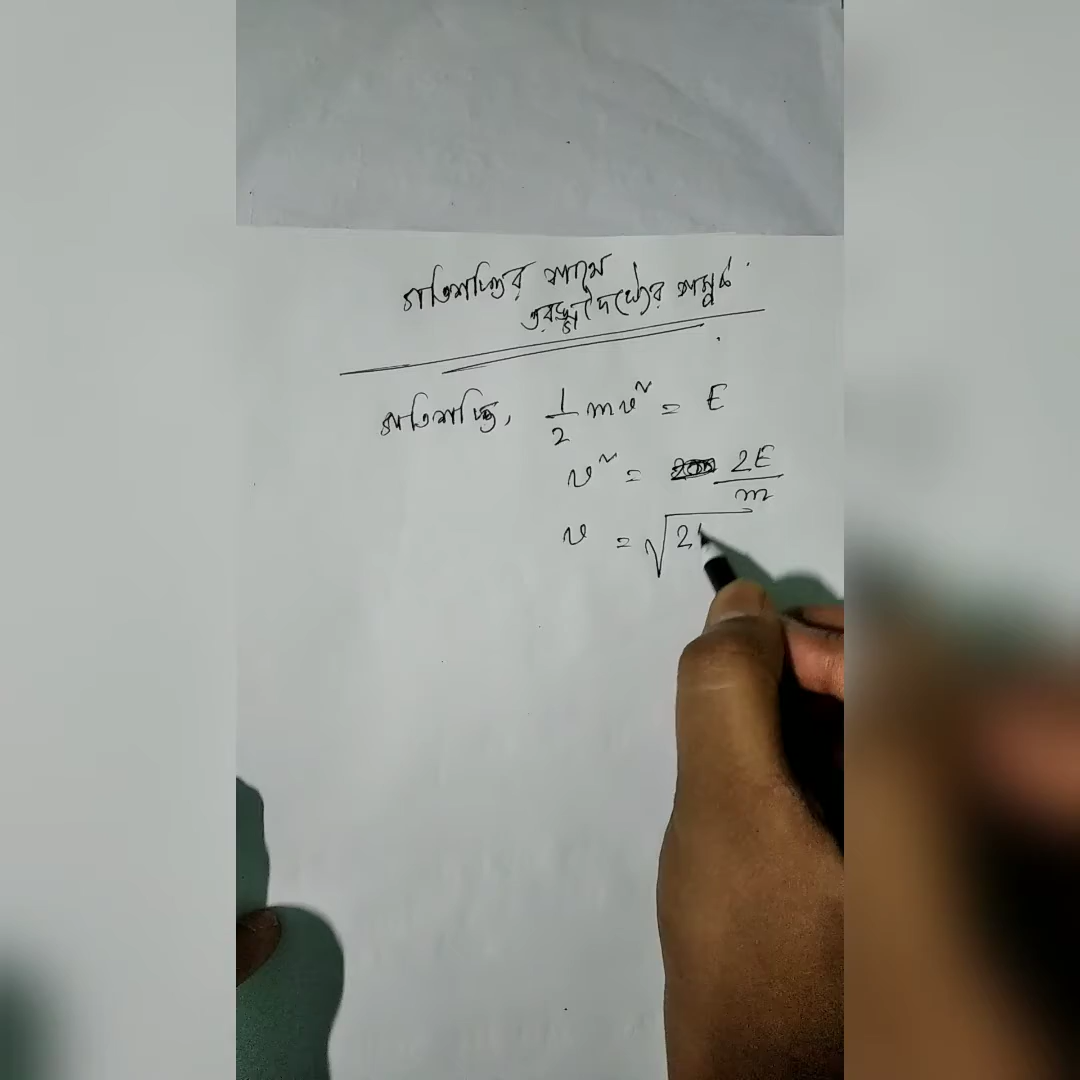 গতিশক্তির সাথে
তরঙ্গদৈর্ঘ্যের সম্পর্ক
গতিশক্তি, 1/2 mv² = E
v² = 2E/m
v = √2